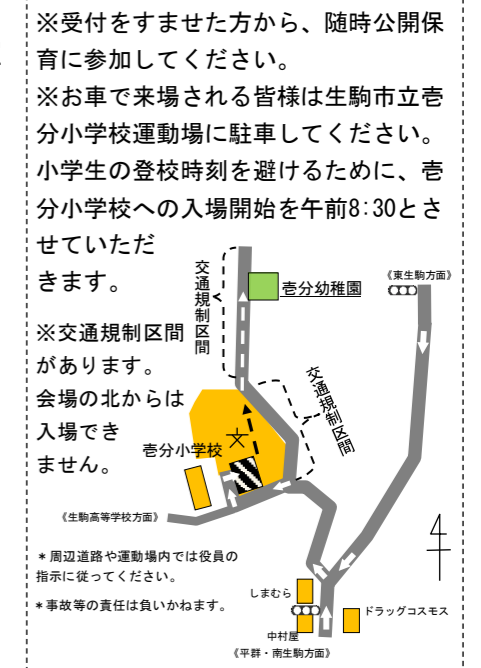 ※受付をすませた方から、随時公開保
育に参加してください。
※お車で来場される皆様は生駒市立壱
分小学校運動場に駐車してください。
小学生の登校時刻を避けるために、壱
分小学校への入場開始を午前8:30とさ
せていただ
きます。
※交通規制区間
があります。
会場の北からは
入場でき
ません。
交通規制区間
壱分幼稚園
《東生駒方面》
交通規制区間
壱分小学校
《生駒高等学校方面》
＊周辺道路や運動場内では役員の
指示に従ってください。
＊事故等の責任は負いかねます。
しまむら
ドラッグコスモス
中村屋
《平群・南生駒方面》